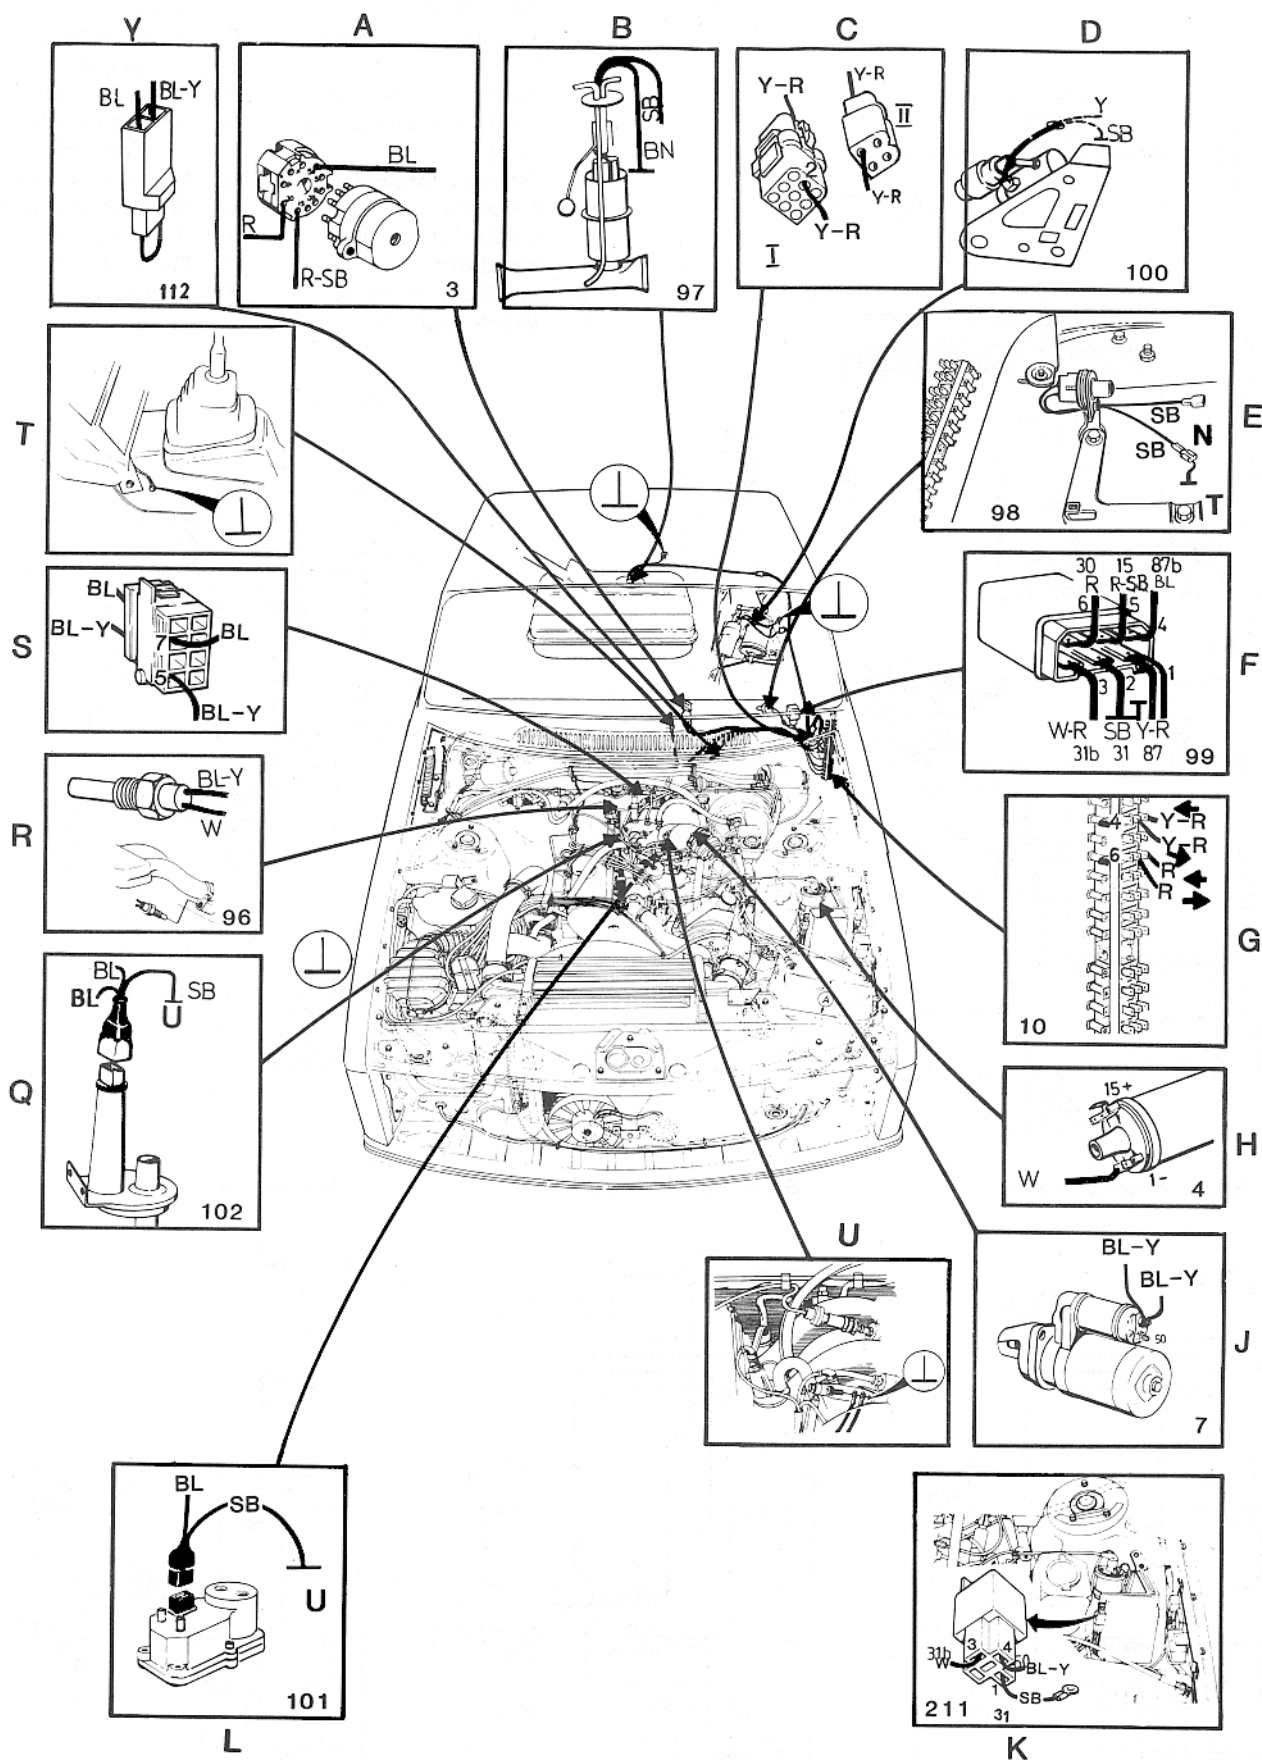 Y
A
B
C
D
BL
BL-Y
112
BL
R
R-SB
3
SB
BN
97
Y-R
2
Y-R
I
Y-R
II
Y-R
Y
SB
100
T
E
SB
N
SB
T
98
S
BL
BL-Y
7
BL
5
BL-Y
F
30 15 87b
R R-SB BL
6 5
4
3 2 1
W-R SB Y-R
T
31b 31 87
99
R
BL-Y
W
96
G
4 Y-R
Y-R
6
R
R
10
Q
BL
BL
SB
U
102
H
15+
W
1-
4
U
J
BL-Y
BL-Y
50
7
BL
SB
U
101
L
3 4
31b
W
50
BL-Y
1
SB
31
211
K